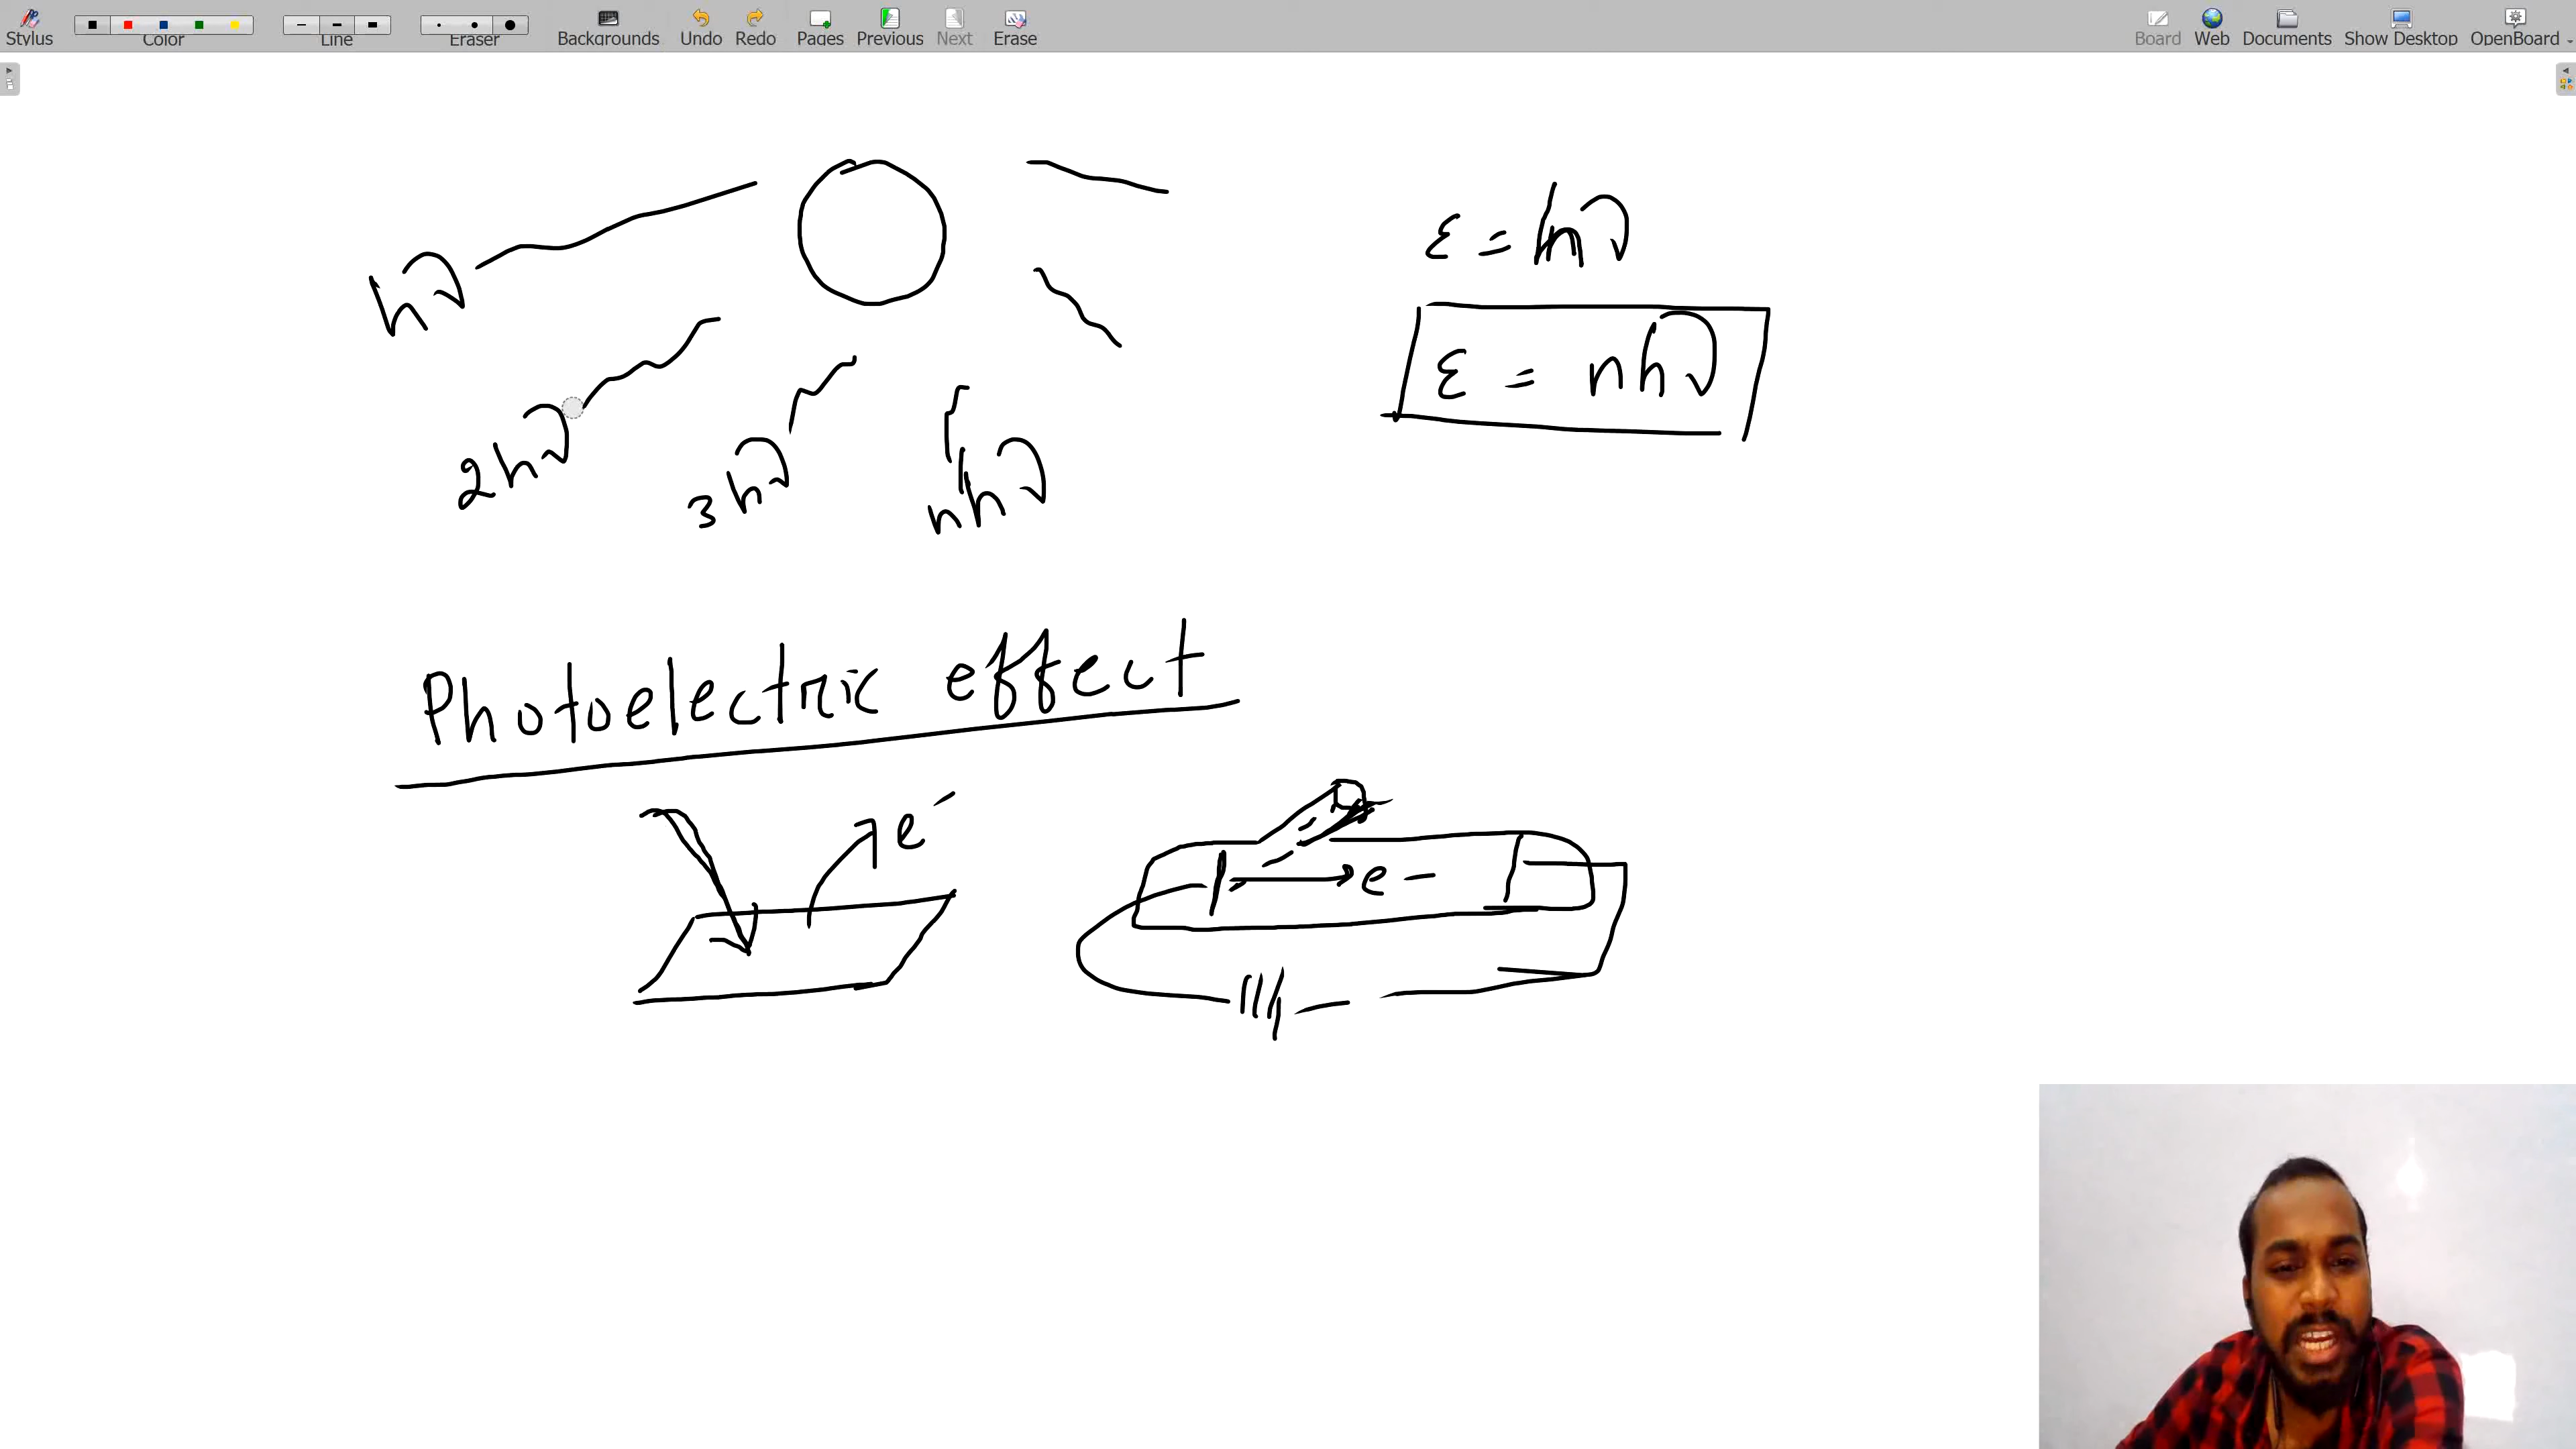 Stylus Color Line Eraser Backgrounds Undo Redo Pages Previous Next Erase Board Web Documents Show Desktop OpenBoard
hν
ε = hν
ε = nhν
2hν
3hν
nhν
Photoelectric effect
e-
e -